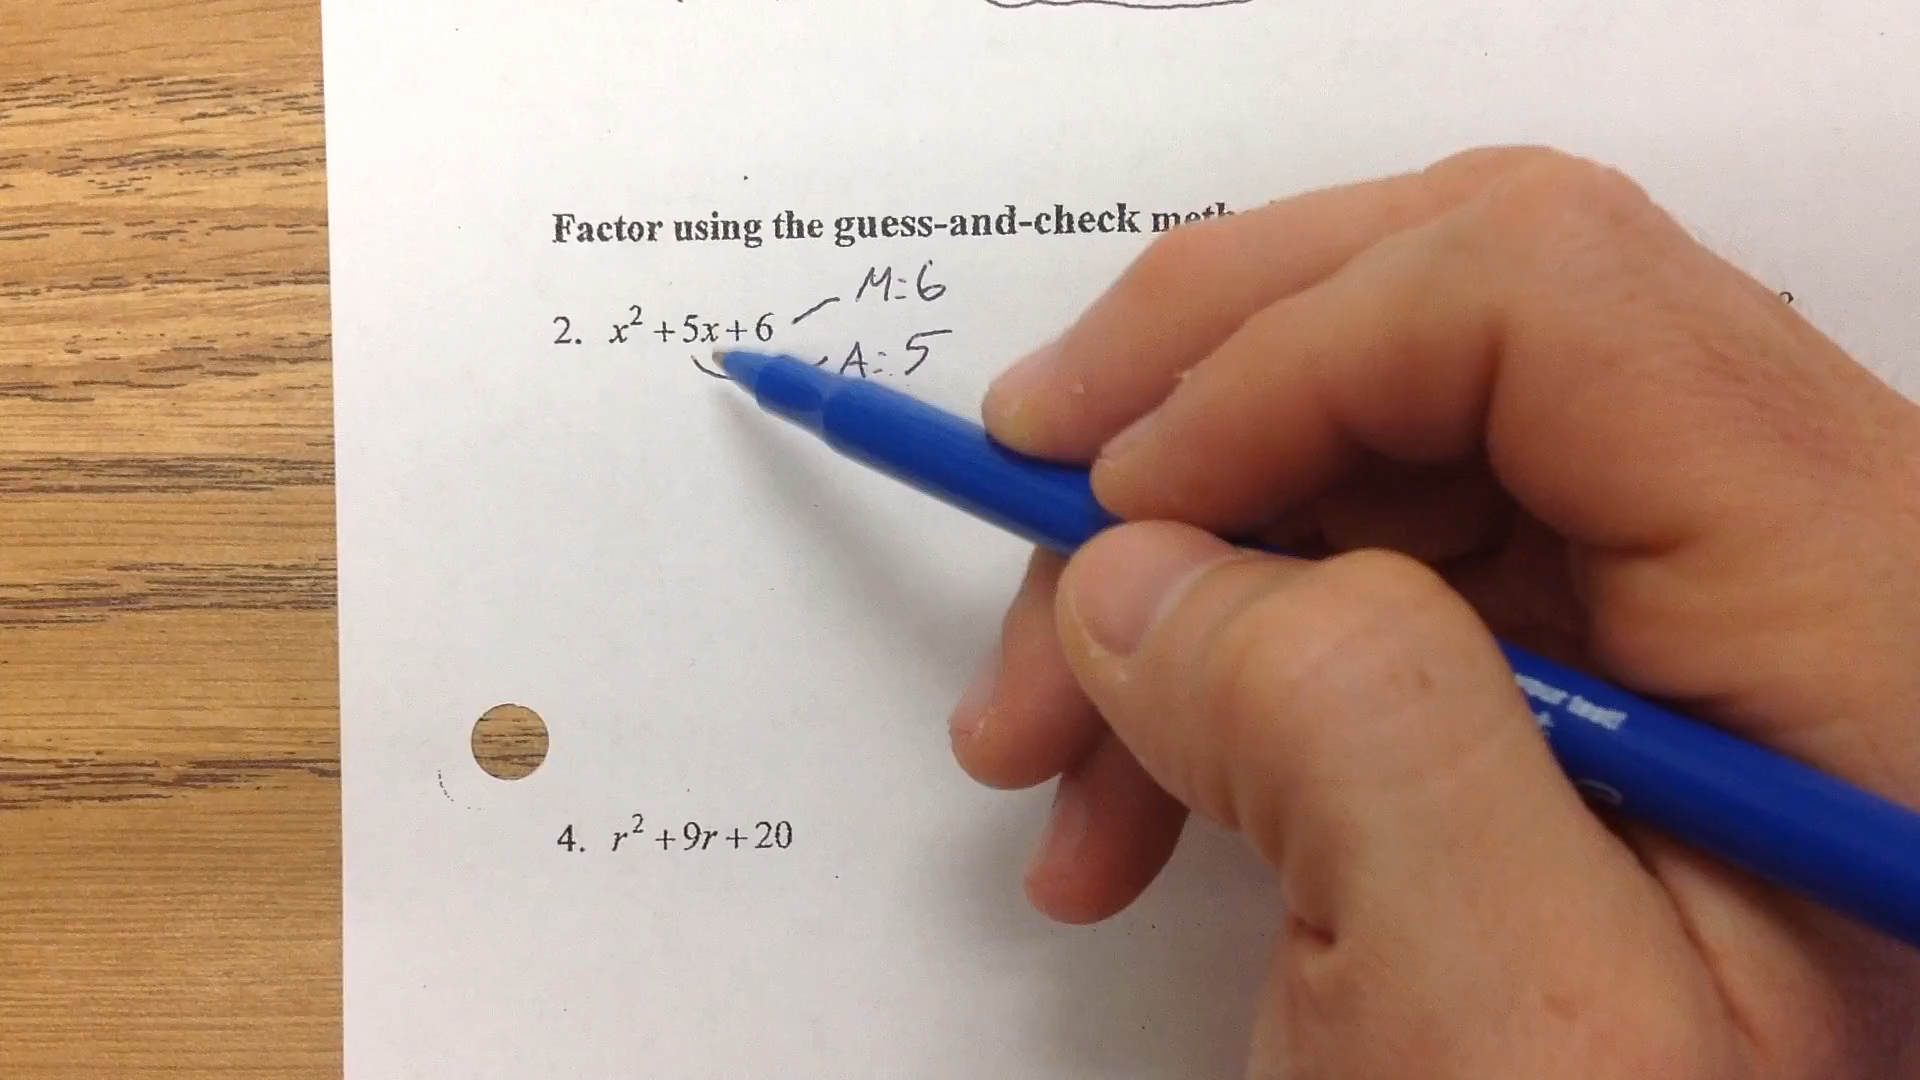 Factor using the guess-and-check
M=6
2. x² +5x+6
A=5
4. r² +9r+20